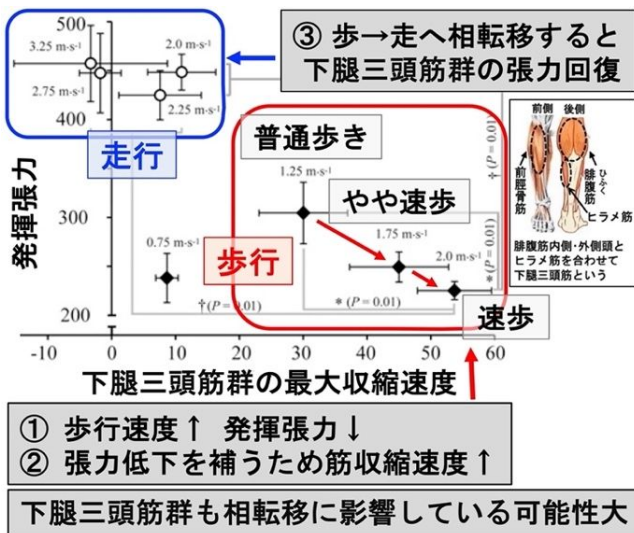 500
3.25 m·s⁻¹
2.0 m·s⁻¹
2.75 m·s⁻¹
2.25 m·s⁻¹
③ 歩→走へ相転移すると
下腿三頭筋群の張力回復
400
走行
普通歩き
†(P = 0.01)
前側 後側
前脛骨筋
ひふく
腓腹筋
ヒラメ筋
腓腹筋内側・外側頭と
ヒラメ筋を合わせて
下腿三頭筋という
発揮張力
1.25 m·s⁻¹
やや速歩
300
0.75 m·s⁻¹
歩行
1.75 m·s⁻¹
2.0 m·s⁻¹
*(P = 0.01)
†(P = 0.01)
*(P = 0.01)
速歩
200
-10 0 10 20 30 40 50 60
下腿三頭筋群の最大収縮速度
① 歩行速度↑ 発揮張力↓
② 張力低下を補うため筋収縮速度↑
下腿三頭筋群も相転移に影響している可能性大